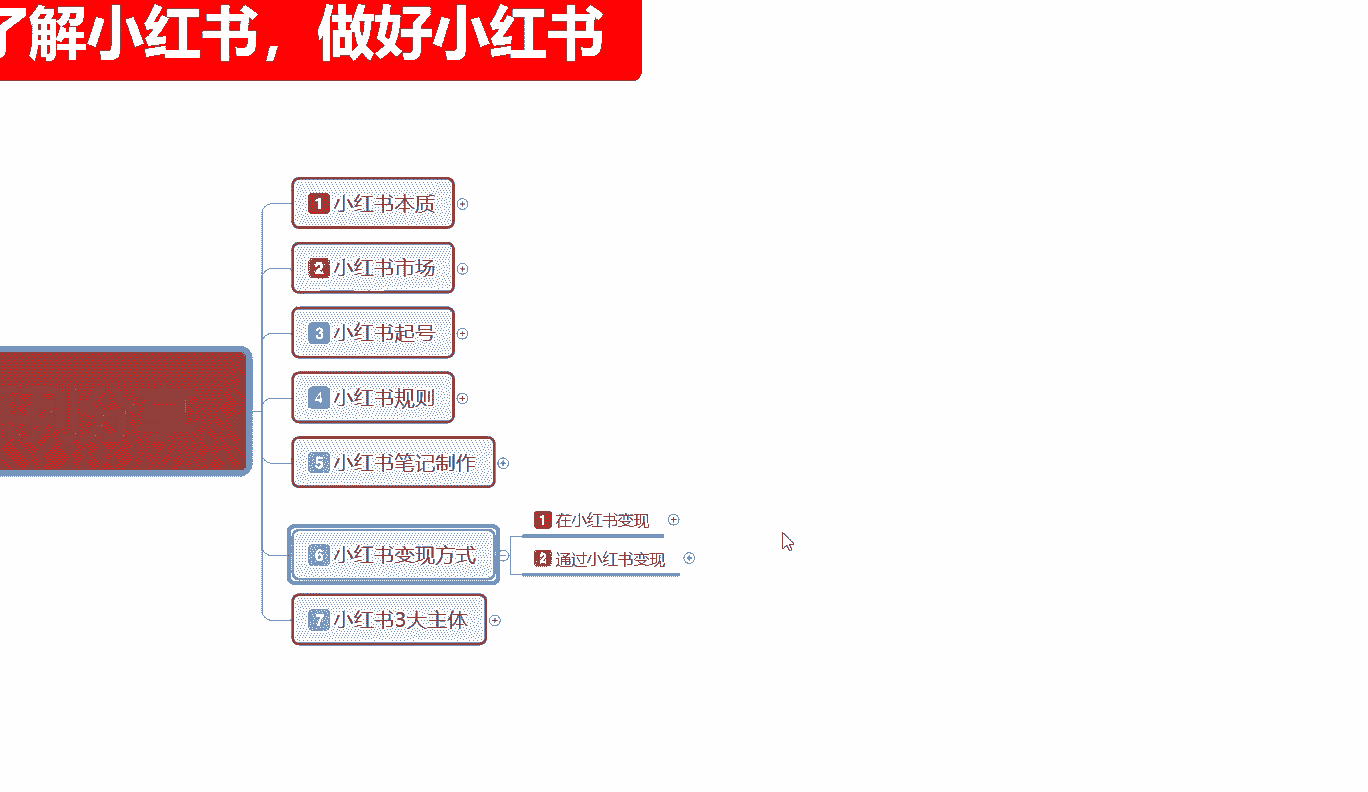 了解小红书，做好小红书
1 小红书本质
2 小红书市场
3 小红书起号
4 小红书规则
5 小红书笔记制作
6 小红书变现方式
1 在小红书变现
2 通过小红书变现
7 小红书3大主体